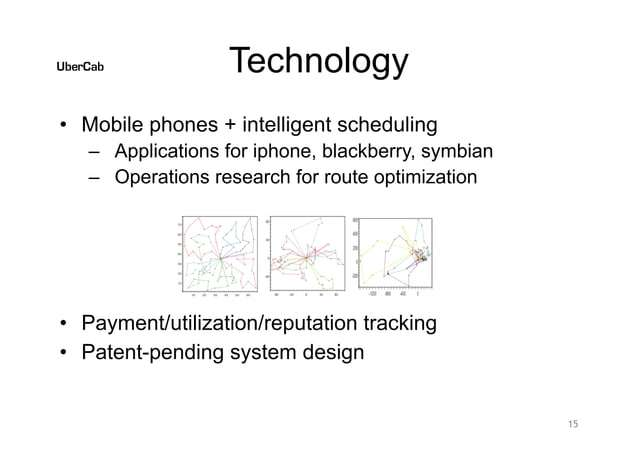 UberCab
Technology
• Mobile phones + intelligent scheduling
– Applications for iphone, blackberry, symbian
– Operations research for route optimization
• Payment/utilization/reputation tracking
• Patent-pending system design
15